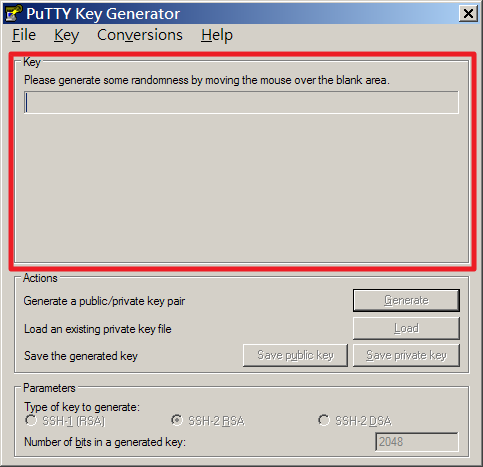 PuTTY Key Generator
File Key Conversions Help
Key
Please generate some randomness by moving the mouse over the blank area.
Actions
Generate a public/private key pair Generate
Load an existing private key file Load
Save the generated key Save public key Save private key
Parameters
Type of key to generate:
SSH-1 (RSA) SSH-2 RSA SSH-2 DSA
Number of bits in a generated key: 2048